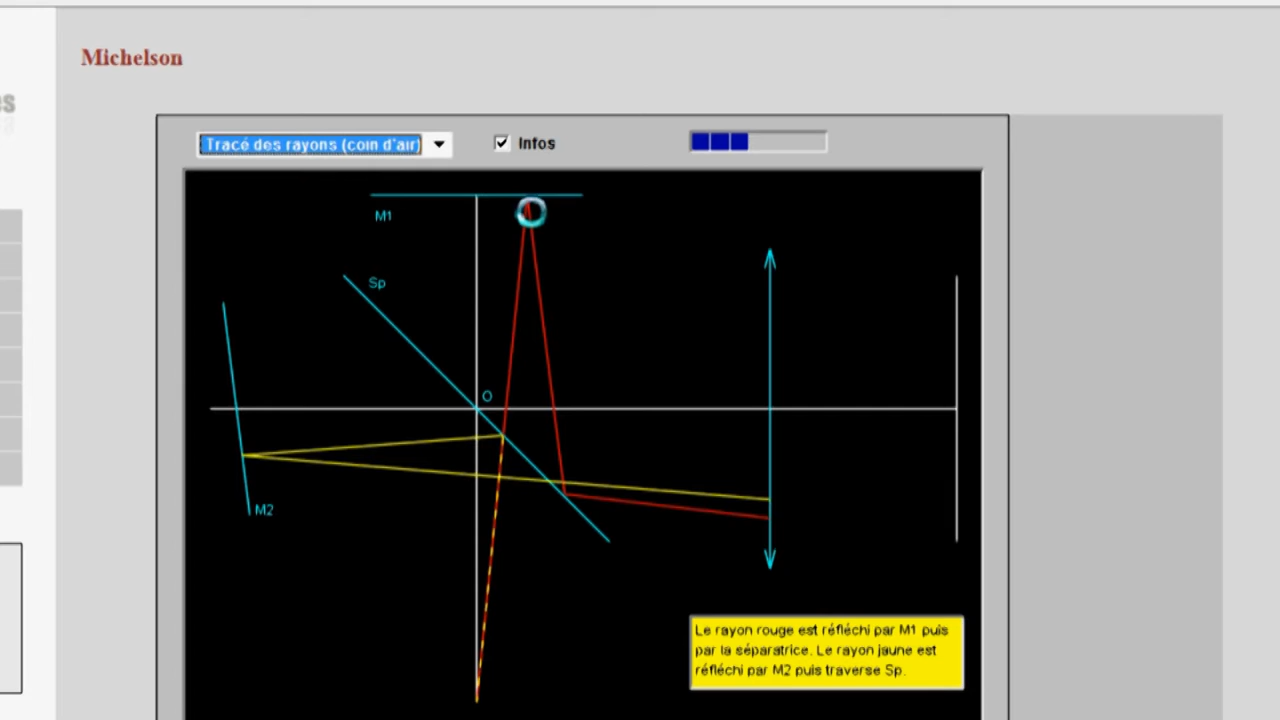 Michelson
es
Tracé des rayons (coin d'air)
Infos
M1
Sp
O
M2
Le rayon rouge est réfléchi par M1 puis
par la séparatrice. Le rayon jaune est
réfléchi par M2 puis traverse Sp.